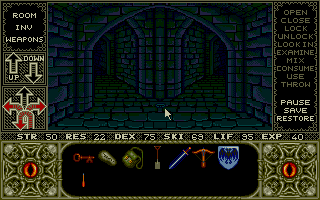 ROOM
INV
WEAPONS
UP
DOWN
OPEN
CLOSE
LOCK
UNLOCK
LOOK IN
EXAMINE
MIX
CONSUME
USE
THROW
PAUSE
SAVE
RESTORE
STR 50 RES 22 DEX 75 SKI 69 LIF 95 EXP 40